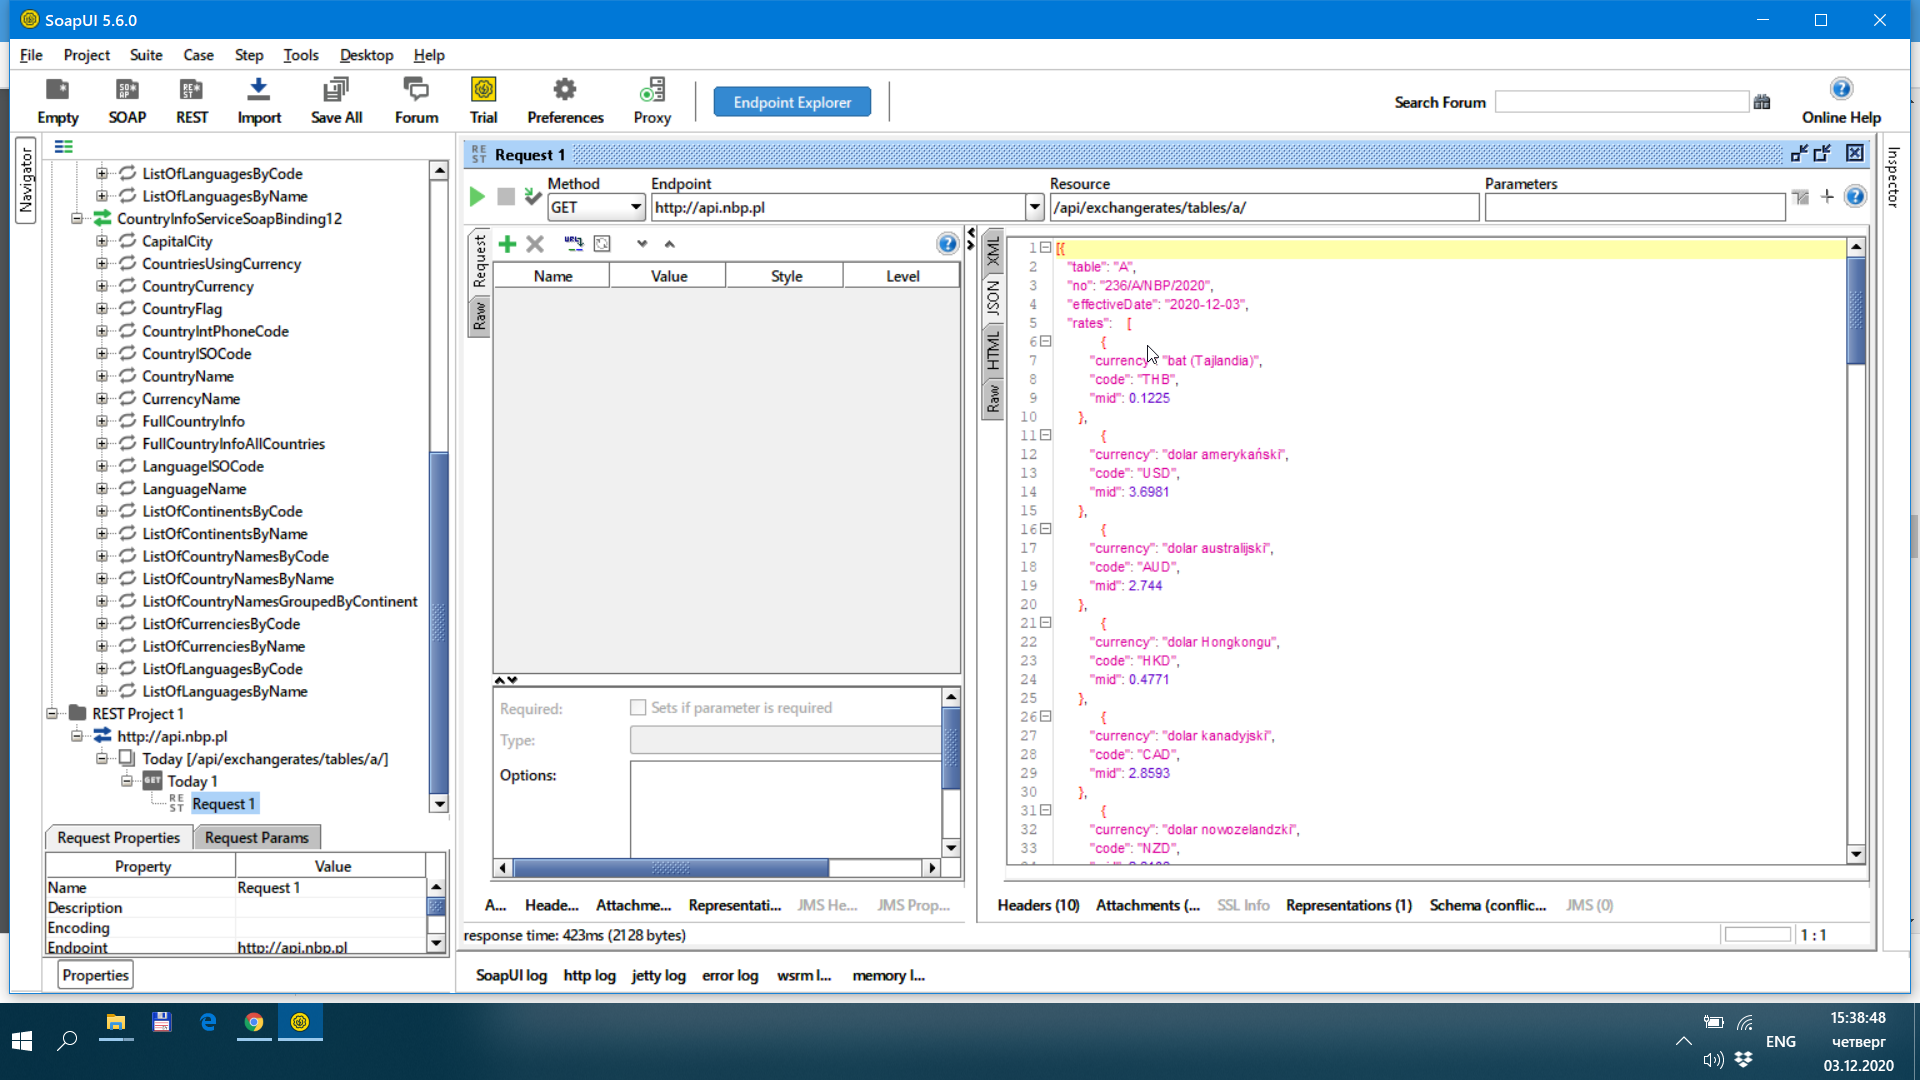 SoapUI 5.6.0
File Project Suite Case Step Tools Desktop Help
Empty SOAP REST Import Save All Forum Trial Preferences Proxy Endpoint Explorer Search Forum Online Help
Navigator
ListOfLanguagesByCode
ListOfLanguagesByName
CountryInfoServiceSoapBinding12
CapitalCity
CountriesUsingCurrency
CountryCurrency
CountryFlag
CountryIntPhoneCode
CountryISOCode
CountryName
CurrencyName
FullCountryInfo
FullCountryInfoAllCountries
LanguageISOCode
LanguageName
ListOfContinentsByCode
ListOfContinentsByName
ListOfCountryNamesByCode
ListOfCountryNamesByName
ListOfCountryNamesGroupedByContinent
ListOfCurrenciesByCode
ListOfCurrenciesByName
ListOfLanguagesByCode
ListOfLanguagesByName
REST Project 1
http://api.nbp.pl
Today [/api/exchangerates/tables/a/]
GET Today 1
REST Request 1
Request Properties Request Params
Property Value
Name Request 1
Description
Encoding
Endpoint http://api.nbp.pl
Properties
REST Request 1
Method Endpoint Resource Parameters
GET http://api.nbp.pl /api/exchangerates/tables/a/
Request
Raw
Name Value Style Level
Required: Sets if parameter is required
Type:
Options:
A... Heade... Attachme... Representati... JMS He... JMS Prop...
XML
JSON
HTML
Raw
1 [{
2 "table": "A",
3 "no": "236/A/NBP/2020",
4 "effectiveDate": "2020-12-03",
5 "rates": [
6 {
7 "currency": "bat (Tajlandia)",
8 "code": "THB",
9 "mid": 0.1225
10 },
11 {
12 "currency": "dolar amerykański",
13 "code": "USD",
14 "mid": 3.6981
15 },
16 {
17 "currency": "dolar australijski",
18 "code": "AUD",
19 "mid": 2.744
20 },
21 {
22 "currency": "dolar Hongkongu",
23 "code": "HKD",
24 "mid": 0.4771
25 },
26 {
27 "currency": "dolar kanadyjski",
28 "code": "CAD",
29 "mid": 2.8593
30 },
31 {
32 "currency": "dolar nowozelandzki",
33 "code": "NZD",
Headers (10) Attachments (... SSL Info Representations (1) Schema (conflic... JMS (0)
response time: 423ms (2128 bytes) 1 : 1
SoapUI log http log jetty log error log wsrm l... memory l...
Inspector
ENG
15:38:48
четверг
03.12.2020